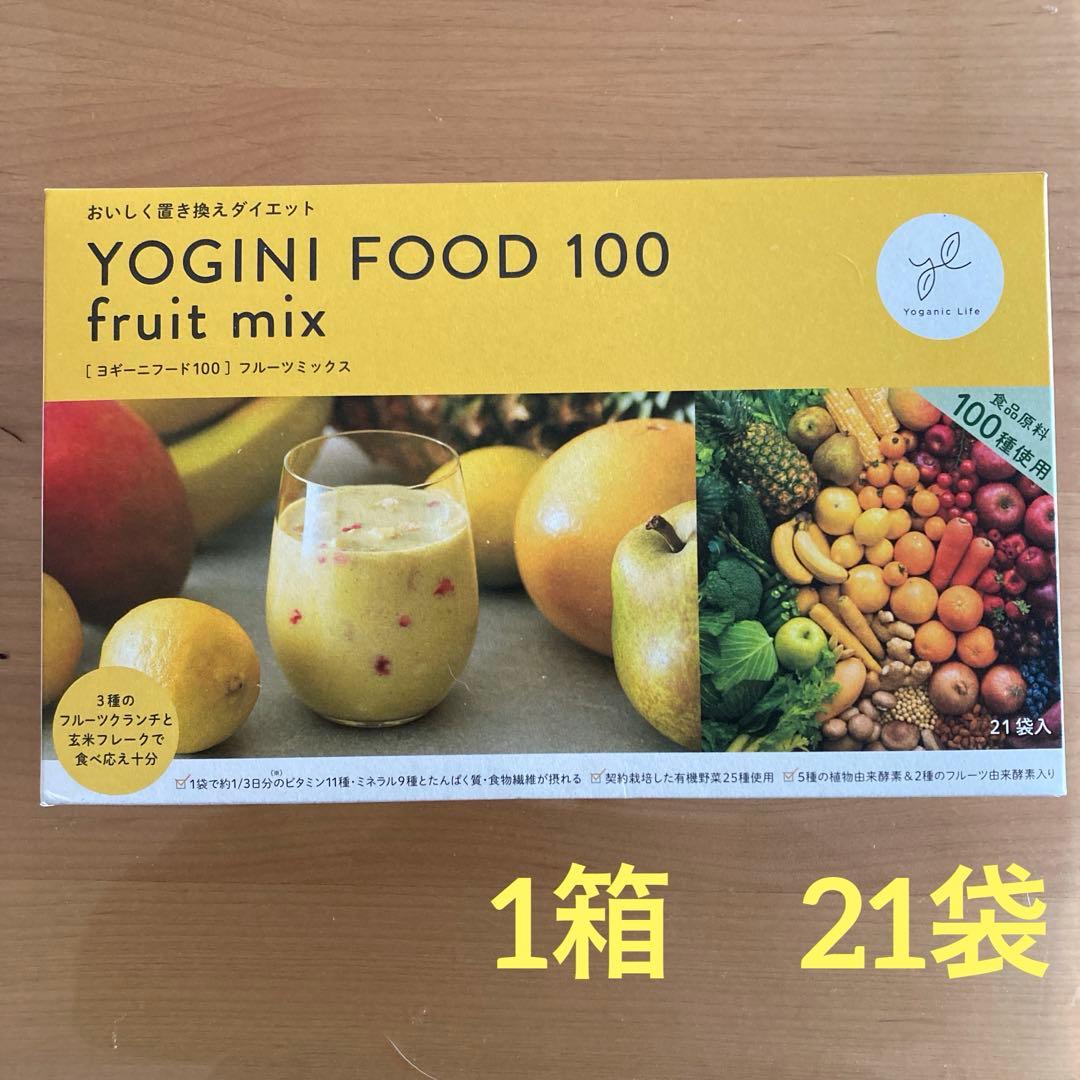 おいしく置き換えダイエット
YOGINI FOOD 100
fruit mix
[ ヨギーニフード100 ] フルーツミックス
yl
Yoganic Life
食品原料
100種使用
3種の
フルーツクランチと
玄米フレークで
食べ応え十分
21袋入
☑1袋で約1/3日分(※)のビタミン11種・ミネラル9種とたんぱく質・食物繊維が摂れる ☑契約栽培した有機野菜25種使用 ☑5種の植物由来酵素&2種のフルーツ由来酵素入り
1箱 21袋